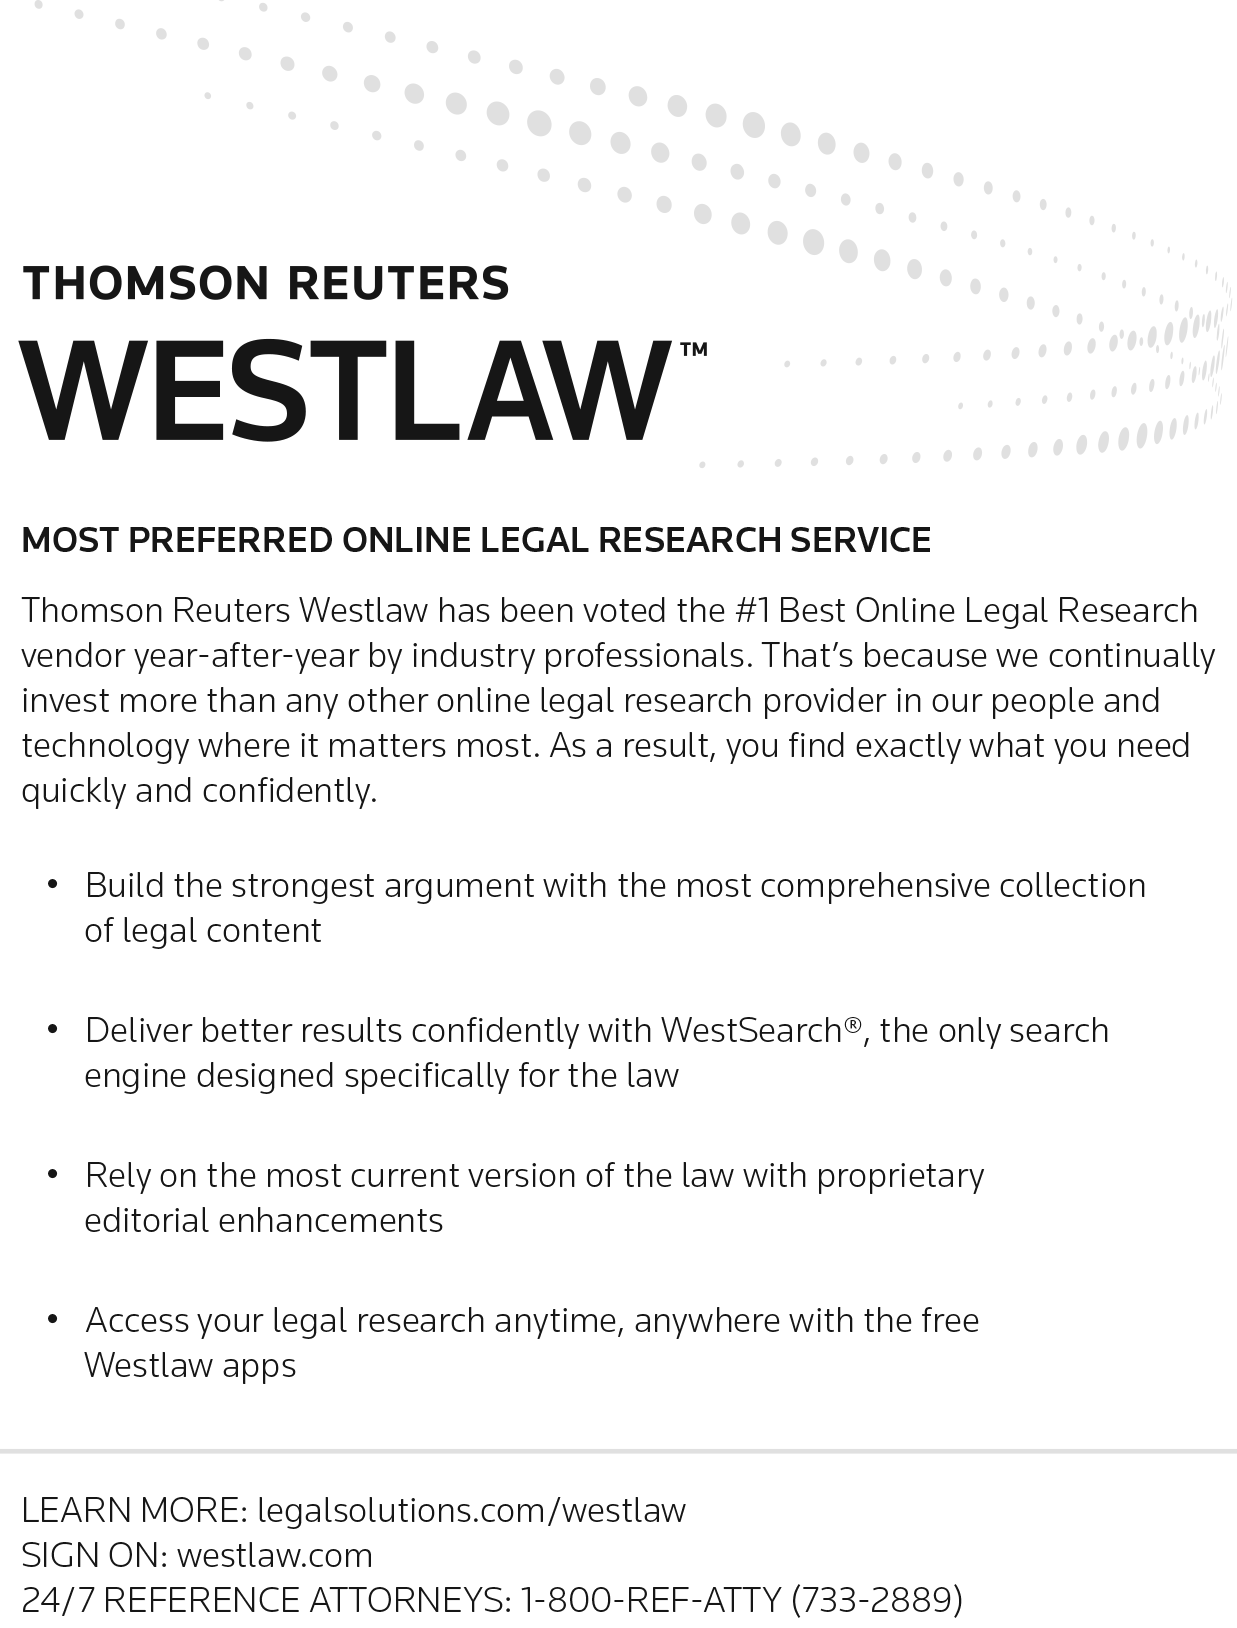 THOMSON REUTERS
WESTLAW™
MOST PREFERRED ONLINE LEGAL RESEARCH SERVICE
Thomson Reuters Westlaw has been voted the #1 Best Online Legal Research
vendor year-after-year by industry professionals. That’s because we continually
invest more than any other online legal research provider in our people and
technology where it matters most. As a result, you find exactly what you need
quickly and confidently.
• Build the strongest argument with the most comprehensive collection
of legal content
• Deliver better results confidently with WestSearch®, the only search
engine designed specifically for the law
• Rely on the most current version of the law with proprietary
editorial enhancements
• Access your legal research anytime, anywhere with the free
Westlaw apps
LEARN MORE: legalsolutions.com/westlaw
SIGN ON: westlaw.com
24/7 REFERENCE ATTORNEYS: 1-800-REF-ATTY (733-2889)